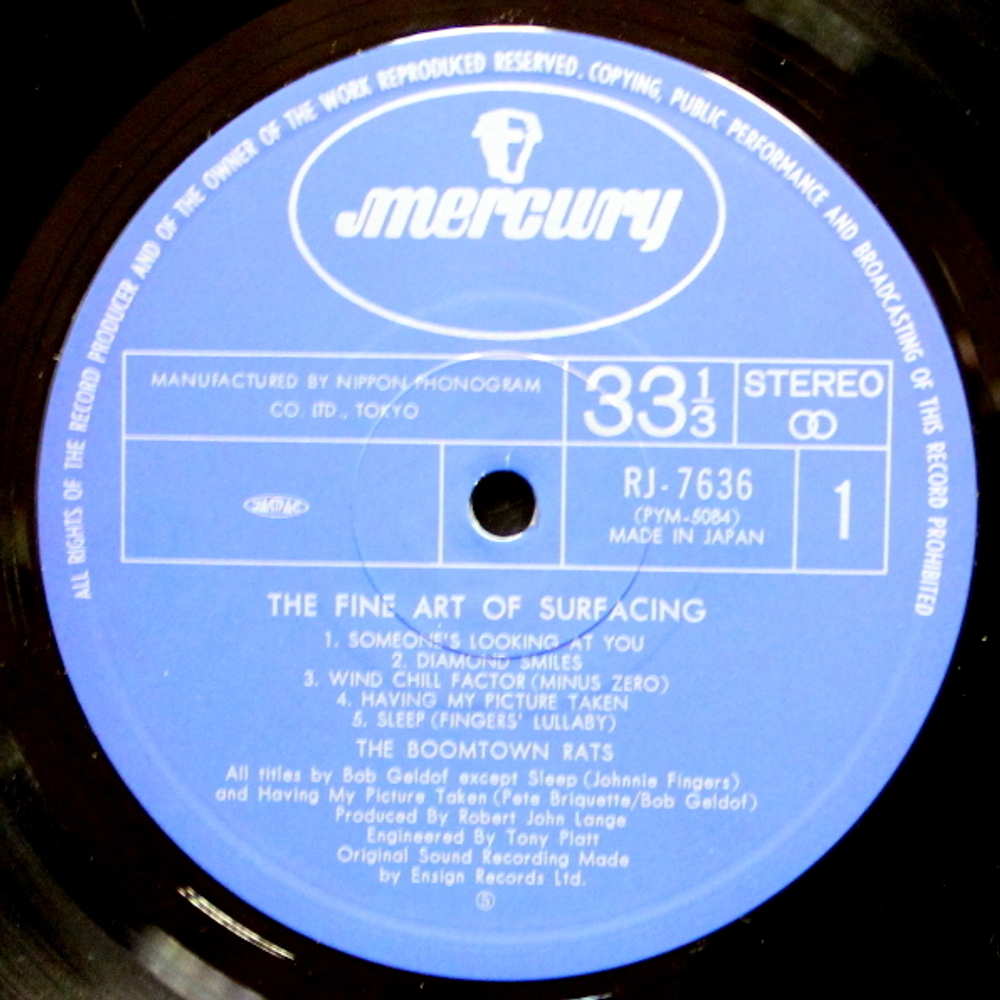 ALL RIGHTS OF THE RECORD PRODUCER AND OF THE OWNER OF THE WORK REPRODUCED RESERVED. COPYING, PUBLIC PERFORMANCE AND BROADCASTING OF THIS RECORD PROHIBITED
mercury
MANUFACTURED BY NIPPON PHONOGRAM
CO. LTD., TOKYO
33 1/3
STEREO
JASRAC
RJ-7636
(PYM-5084)
MADE IN JAPAN
1
THE FINE ART OF SURFACING
1. SOMEONE'S LOOKING AT YOU
2. DIAMOND SMILES
3. WIND CHILL FACTOR (MINUS ZERO)
4. HAVING MY PICTURE TAKEN
5. SLEEP (FINGERS' LULLABY)
THE BOOMTOWN RATS
All titles by Bob Geldof except Sleep (Johnnie Fingers)
and Having My Picture Taken (Pete Briquette/Bob Geldof)
Produced By Robert John Lange
Engineered By Tony Platt
Original Sound Recording Made
by Ensign Records Ltd.
Ⓢ